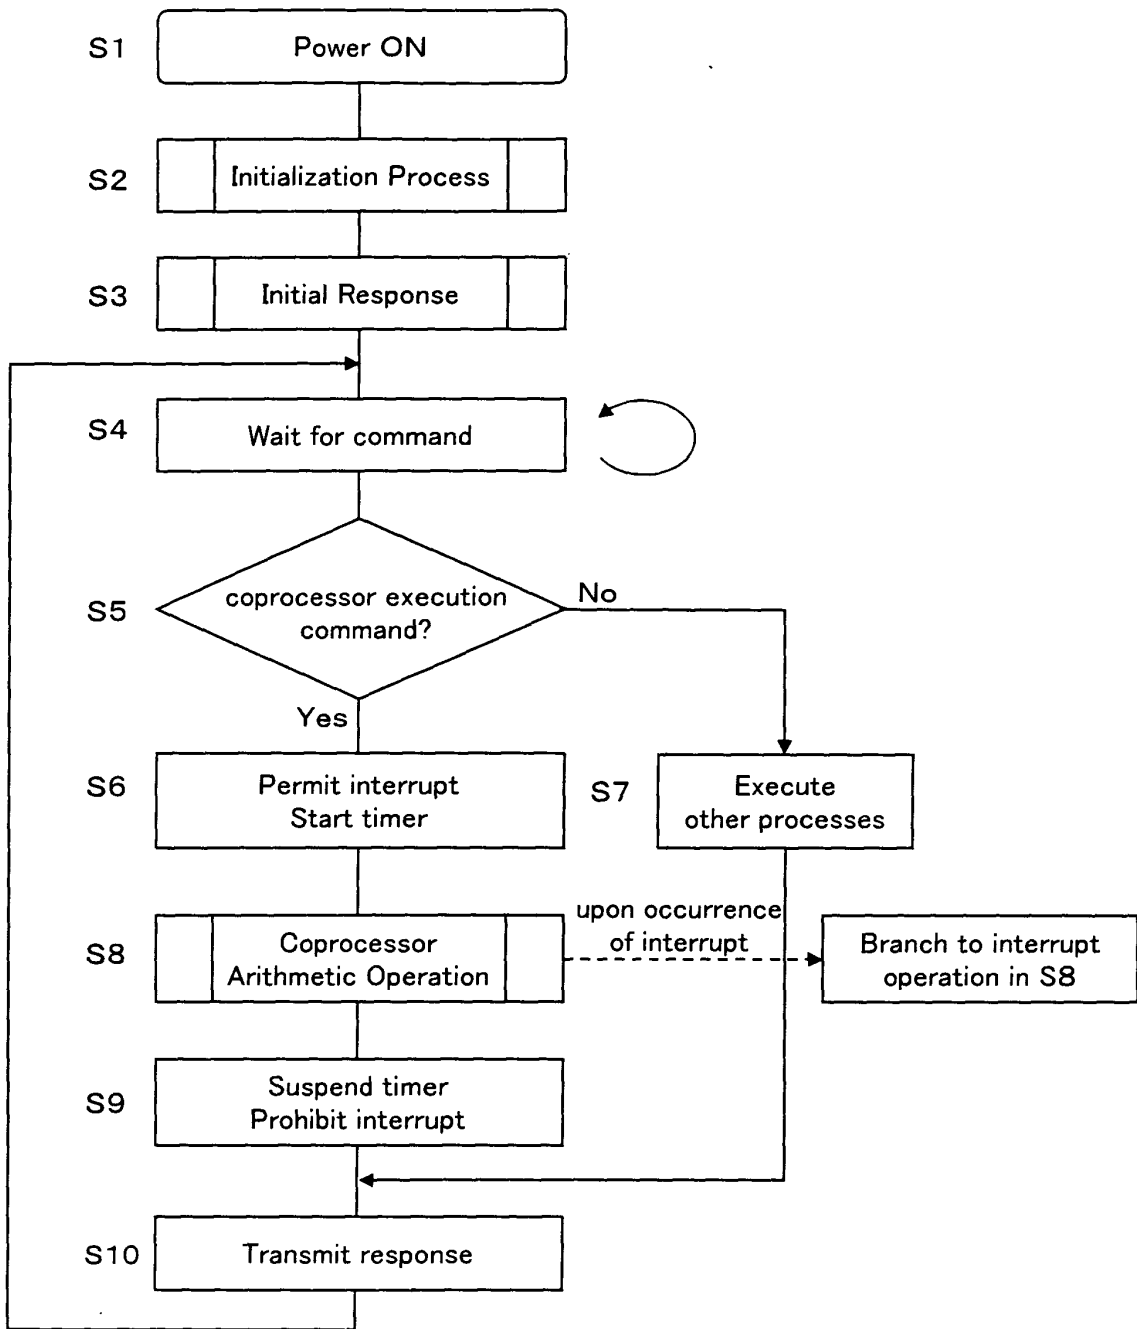 S1
Power ON
S2
Initialization Process
S3
Initial Response
S4
Wait for command
S5
coprocessor execution
command?
No
Yes
S6
Permit interrupt
Start timer
S7
Execute
other processes
S8
Coprocessor
Arithmetic Operation
upon occurrence
of interrupt
Branch to interrupt
operation in S8
S9
Suspend timer
Prohibit interrupt
S10
Transmit response